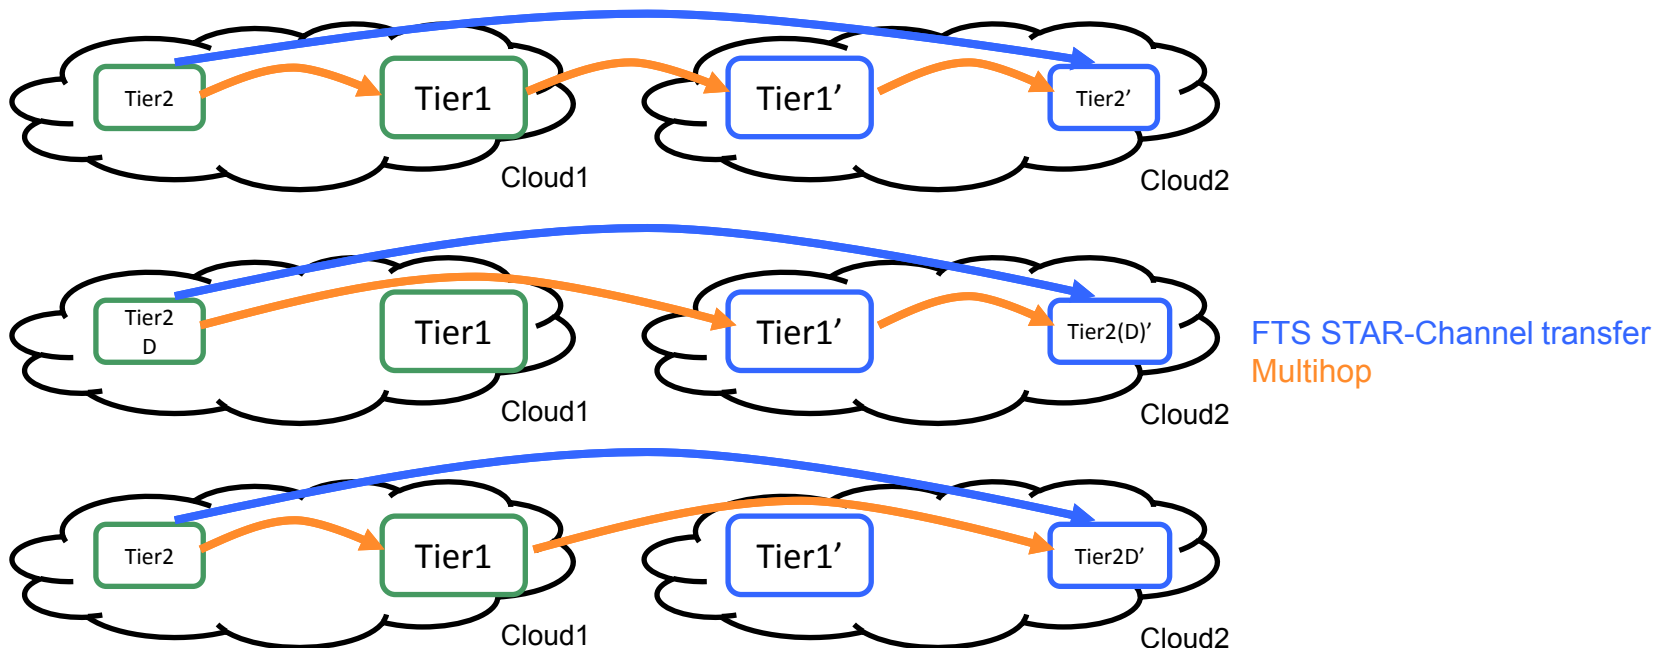 Tier2
Tier1
Tier1’
Tier2’
Cloud1
Cloud2
Tier2
D
Tier1
Tier1’
Tier2(D)’
Cloud1
Cloud2
FTS STAR-Channel transfer
Multihop
Tier2
Tier1
Tier1’
Tier2D’
Cloud1
Cloud2